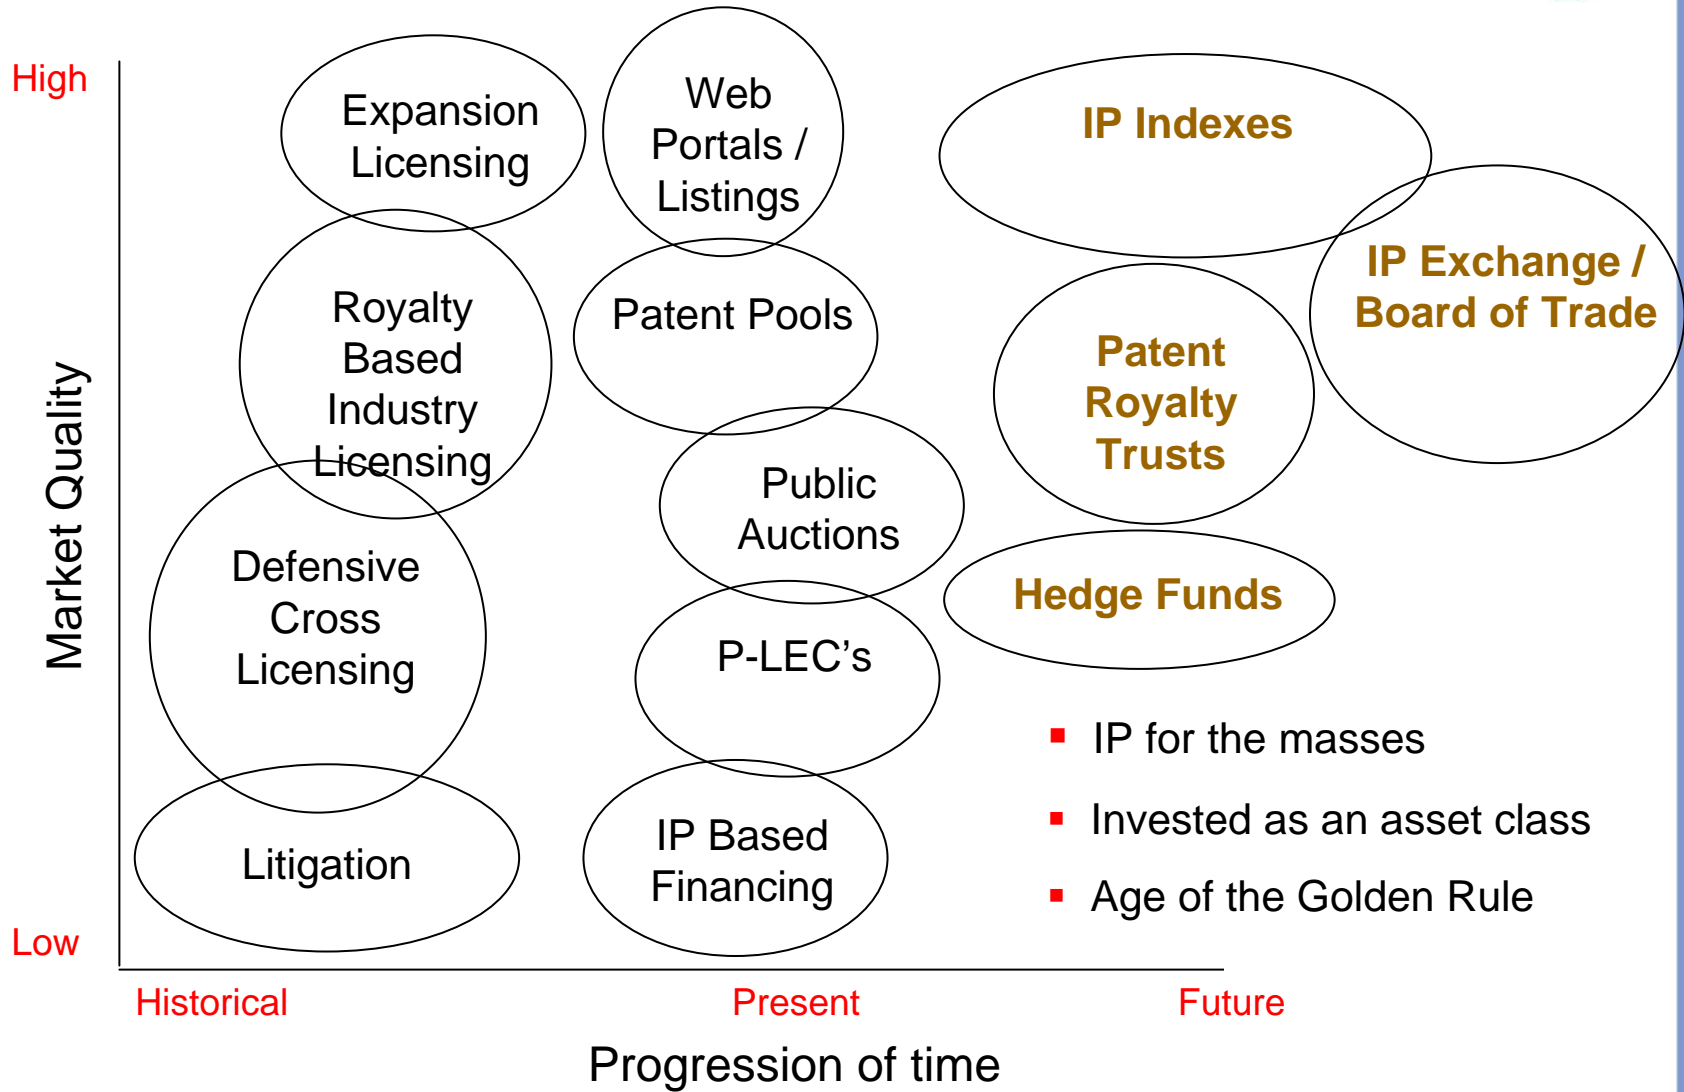 High
Expansion
Licensing
Web
Portals /
Listings
IP Indexes
Royalty
Based
Industry
Licensing
Patent Pools
IP Exchange /
Board of Trade
Patent
Royalty
Trusts
Market Quality
Public
Auctions
Defensive
Cross
Licensing
Hedge Funds
P-LEC’s
Litigation
IP Based
Financing
▪ IP for the masses
▪ Invested as an asset class
▪ Age of the Golden Rule
Low
Historical
Present
Future
Progression of time